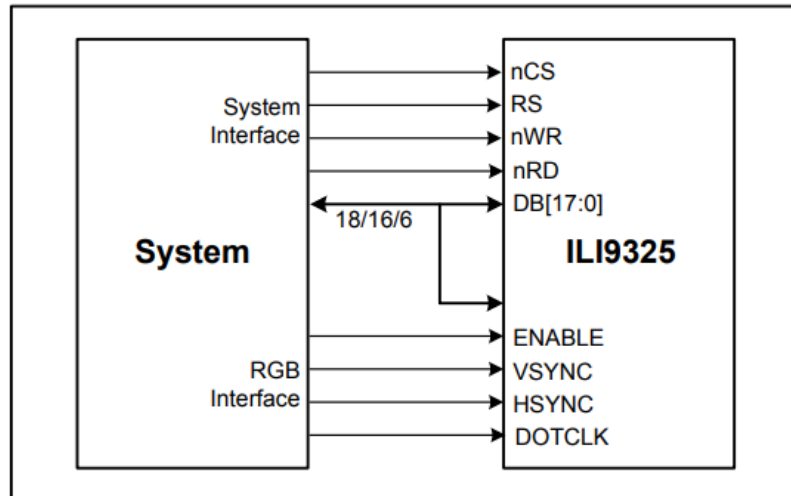 System
Interface
18/16/6
System
RGB
Interface
nCS
RS
nWR
nRD
DB[17:0]
ILI9325
ENABLE
VSYNC
HSYNC
DOTCLK